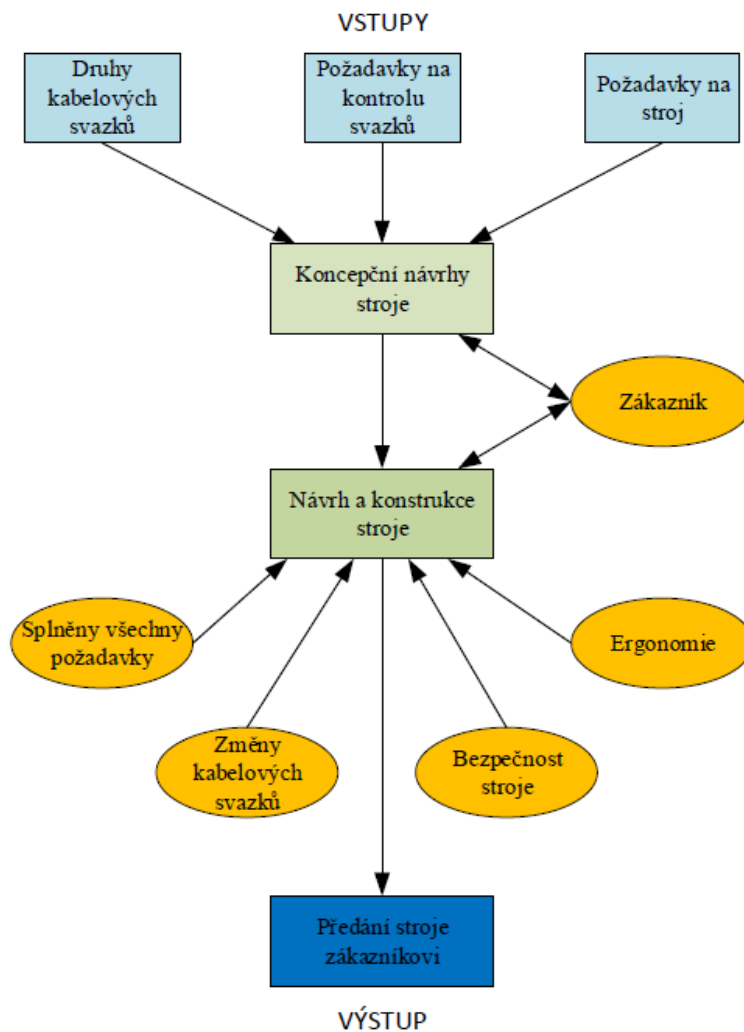 VSTUPY
Druhy
kabelových
svazků
Požadavky na
kontrolu
svazků
Požadavky na
stroj
Koncepční návrhy
stroje
Zákazník
Návrh a konstrukce
stroje
Splněny všechny
požadavky
Ergonomie
Změny
kabelových
svazků
Bezpečnost
stroje
Předání stroje
zákazníkovi
VÝSTUP